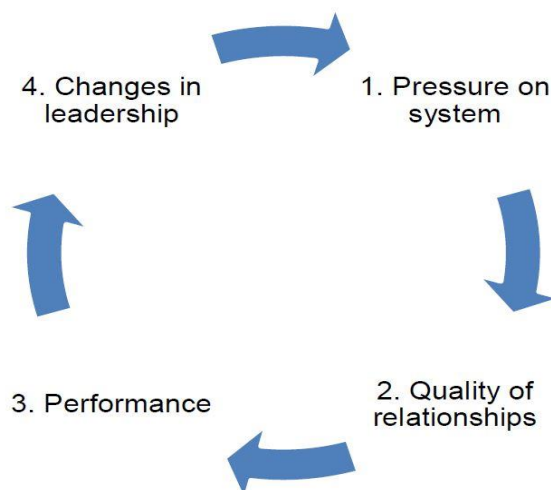 4. Changes in
leadership
1. Pressure on
system
2. Quality of
relationships
3. Performance